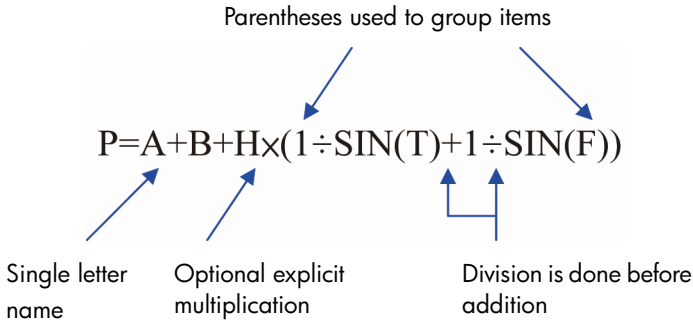 Parentheses used to group items
P=A+B+H×(1÷SIN(T)+1÷SIN(F))
Single letter
name
Optional explicit
multiplication
Division is done before
addition